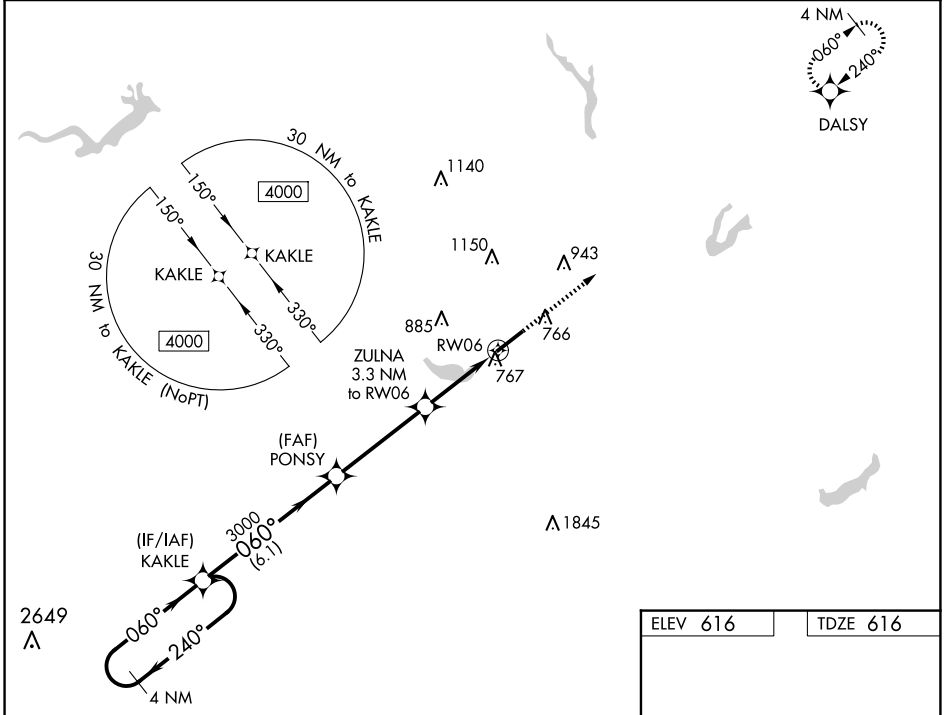 4 NM
060°
240°
DALSY
30 NM to KAKLE
4000
150°
KAKLE
330°
150°
KAKLE
330°
4000
30 NM to KAKLE (NoPT)
1140
1150
943
885
RW06
766
767
ZULNA
3.3 NM
to RW06
(FAF)
PONSY
1845
3000
060°
(6.1)
(IF/IAF)
KAKLE
2649
060°
240°
4 NM
ELEV 616
TDZE 616